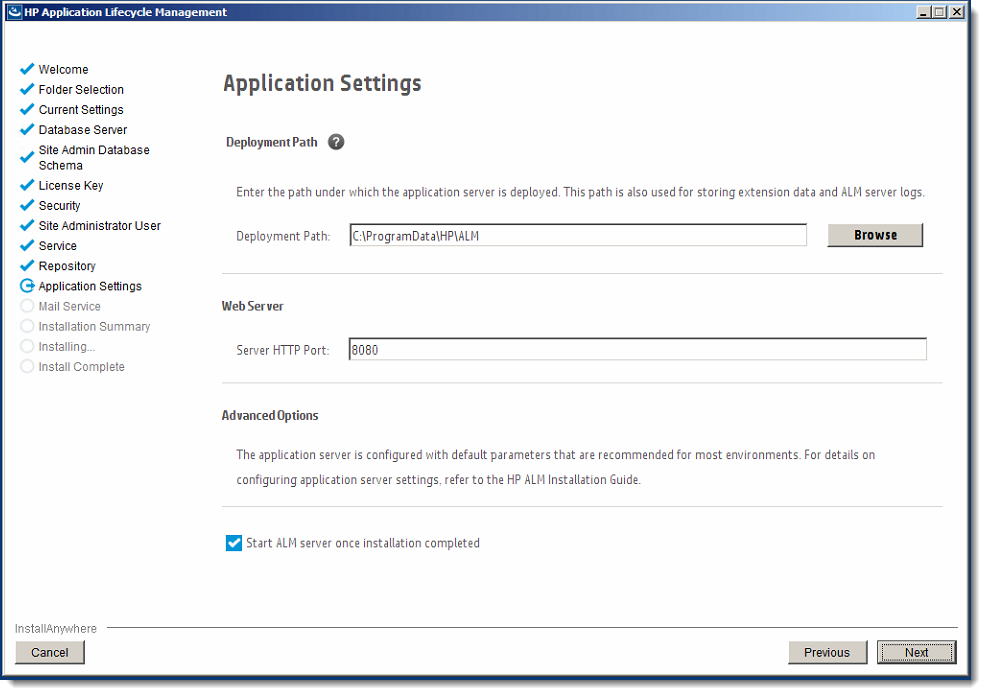 HP Application Lifecycle Management
Welcome
Folder Selection
Current Settings
Database Server
Site Admin Database
Schema
License Key
Security
Site Administrator User
Service
Repository
Application Settings
Mail Service
Installation Summary
Installing...
Install Complete
Application Settings
Deployment Path ?
Enter the path under which the application server is deployed. This path is also used for storing extension data and ALM server logs.
Deployment Path: C:\ProgramData\HP\ALM Browse
Web Server
Server HTTP Port: 8080
Advanced Options
The application server is configured with default parameters that are recommended for most environments. For details on
configuring application server settings, refer to the HP ALM Installation Guide.
Start ALM server once installation completed
InstallAnywhere
Cancel Previous Next